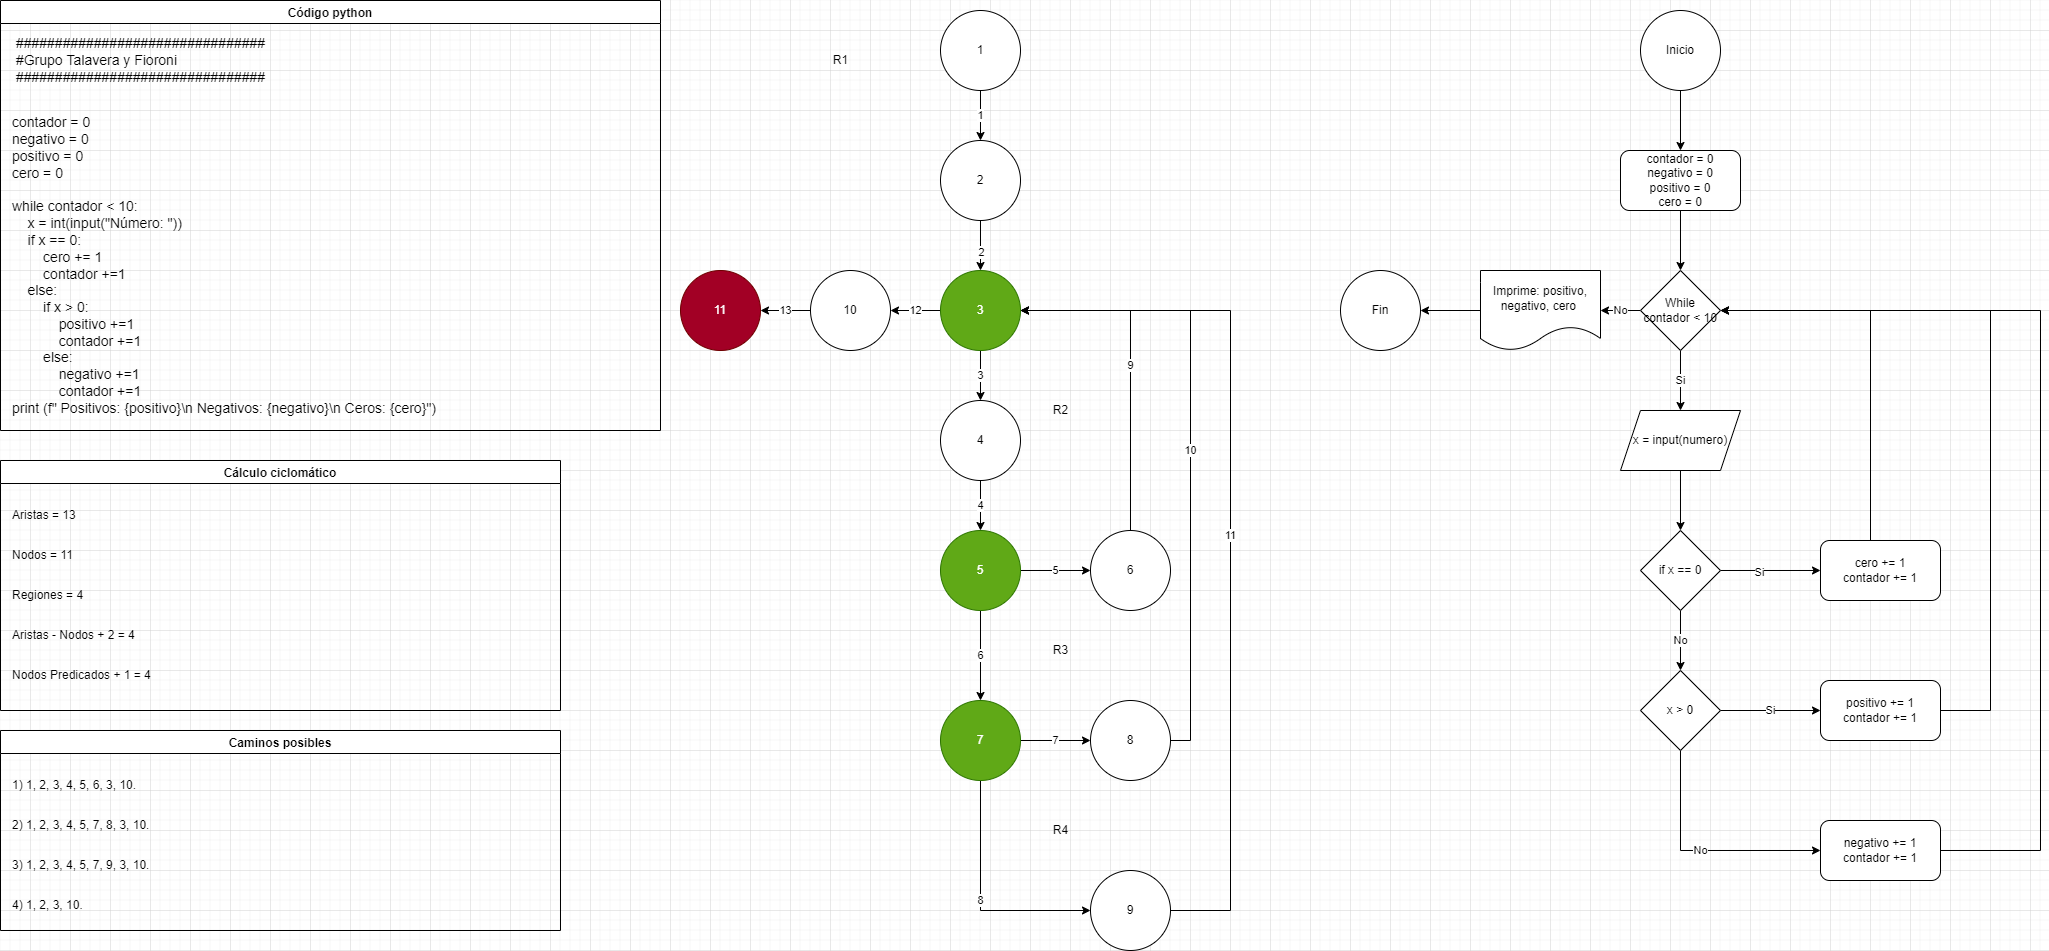 Código python
################################
#Grupo Talavera y Fioroni
################################
contador = 0
negativo = 0
positivo = 0
cero = 0
while contador < 10:
x = int(input("Número: "))
if x == 0:
cero += 1
contador +=1
else:
if x > 0:
positivo +=1
contador +=1
else:
negativo +=1
contador +=1
print (f" Positivos: {positivo}\n Negativos: {negativo}\n Ceros: {cero}")
Cálculo ciclomático
Aristas = 13
Nodos = 11
Regiones = 4
Aristas - Nodos + 2 = 4
Nodos Predicados + 1 = 4
Caminos posibles
1) 1, 2, 3, 4, 5, 6, 3, 10.
2) 1, 2, 3, 4, 5, 7, 8, 3, 10.
3) 1, 2, 3, 4, 5, 7, 9, 3, 10.
4) 1, 2, 3, 10.
R1
1
1
2
2
11
13
10
12
3
3
9
R2
4
10
4
11
5
5
6
R3
6
7
7
8
R4
8
9
Inicio
contador = 0
negativo = 0
positivo = 0
cero = 0
Fin
Imprime: positivo,
negativo, cero
No
While
contador < 10
Si
x = input(numero)
if x == 0
Si
cero += 1
contador += 1
No
x > 0
Si
positivo += 1
contador += 1
No
negativo += 1
contador += 1